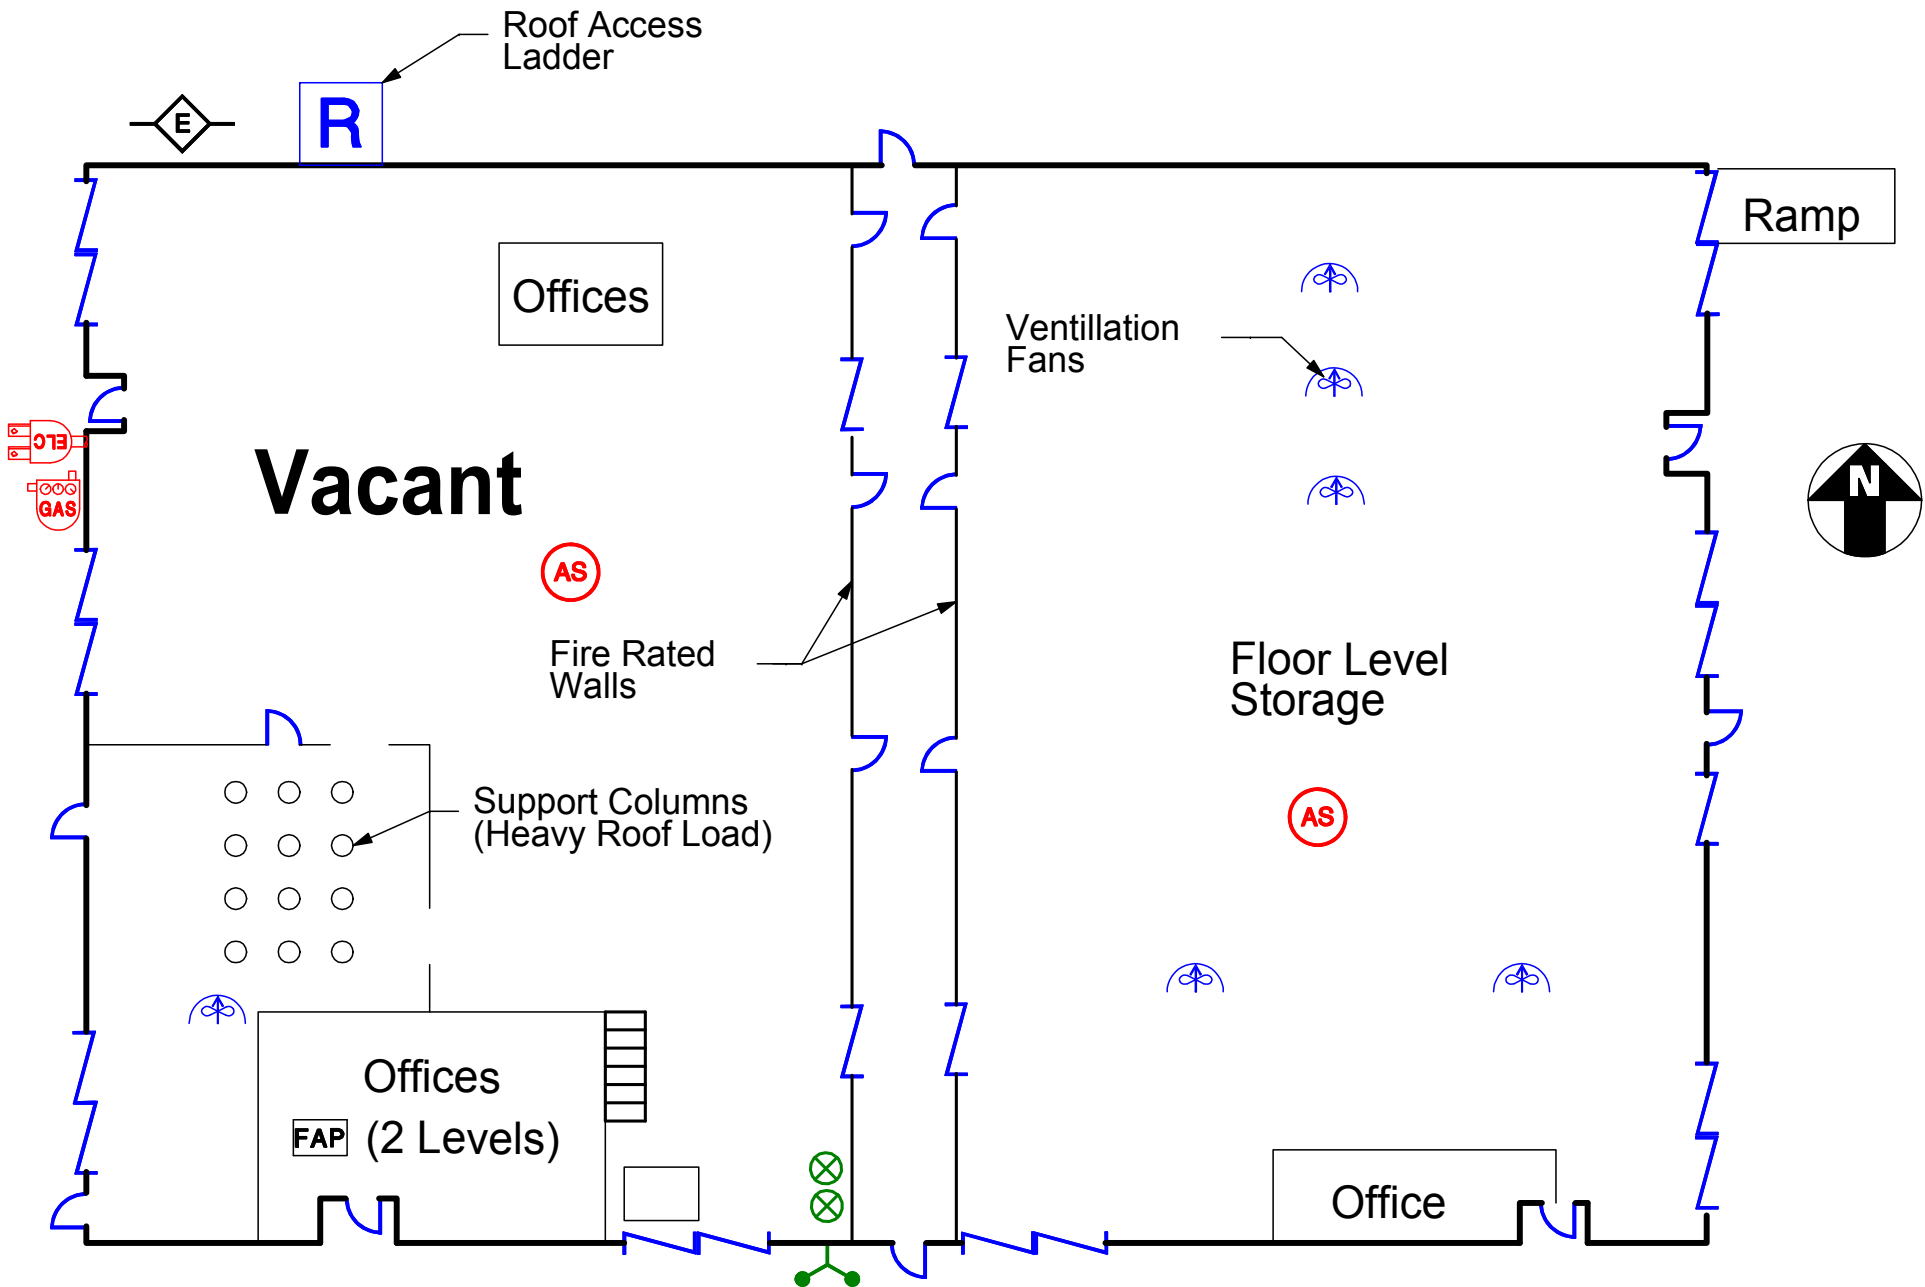 Roof Access
Ladder
E
R
Ramp
Offices
Ventillation
Fans
ELC
GAS
Vacant
N
AS
Fire Rated
Walls
Floor Level
Storage
Support Columns
(Heavy Roof Load)
AS
Offices
FAP (2 Levels)
Office